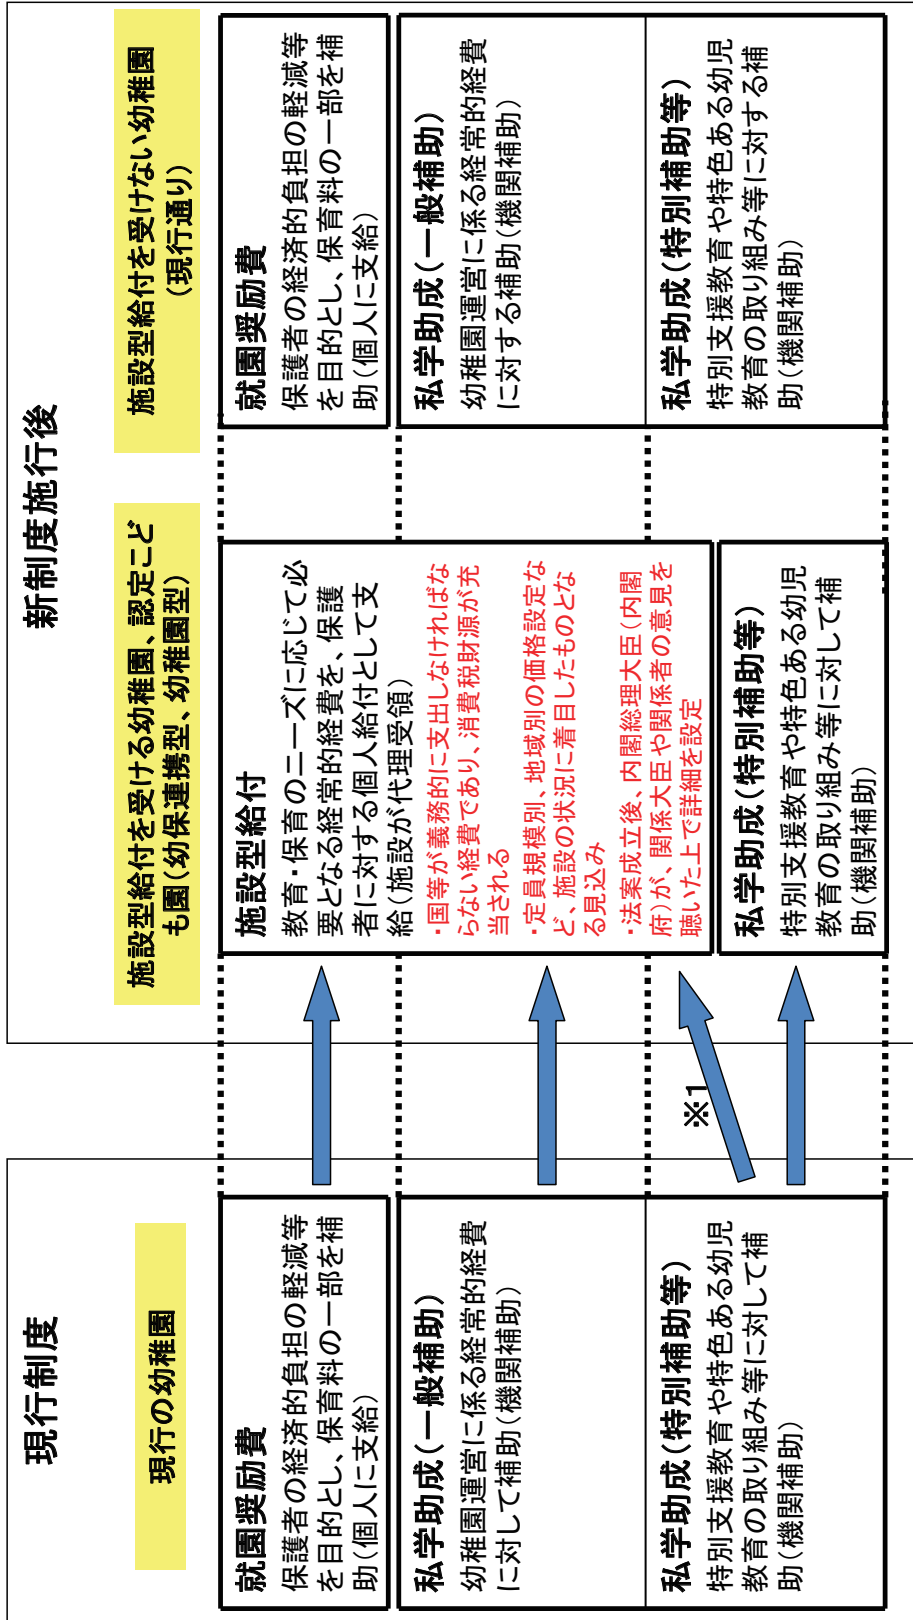 現行制度
現行の幼稚園
就園奨励費
保護者の経済的負担の軽減等
を目的とし、保育料の一部を補
助(個人に支給)
私学助成(一般補助)
幼稚園運営に係る経常的経費
に対して補助(機関補助)
私学助成(特別補助等)
特別支援教育や特色ある幼児
教育の取り組み等に対して補
助(機関補助)
※1
新制度施行後
施設型給付を受ける幼稚園、認定こど
も園(幼保連携型、幼稚園型)
施設型給付
教育・保育のニーズに応じて必
要となる経常的経費を、保護
者に対する個人給付として支
給(施設が代理受領)
・国等が義務的に支出しなければな
らない経費であり、消費税財源が充
当される
・定員規模別、地域別の価格設定な
ど、施設の状況に着目したものとな
る見込み
・法案成立後、内閣総理大臣(内閣
府)が、関係大臣や関係者の意見を
聴いた上で詳細を設定
私学助成(特別補助等)
特別支援教育や特色ある幼児
教育の取り組み等に対して補
助(機関補助)
施設型給付を受けない幼稚園
(現行通り)
就園奨励費
保護者の経済的負担の軽減等
を目的とし、保育料の一部を補
助(個人に支給)
私学助成(一般補助)
幼稚園運営に係る経常的経費
に対する補助(機関補助)
私学助成(特別補助等)
特別支援教育や特色ある幼児
教育の取り組み等に対する補
助(機関補助)